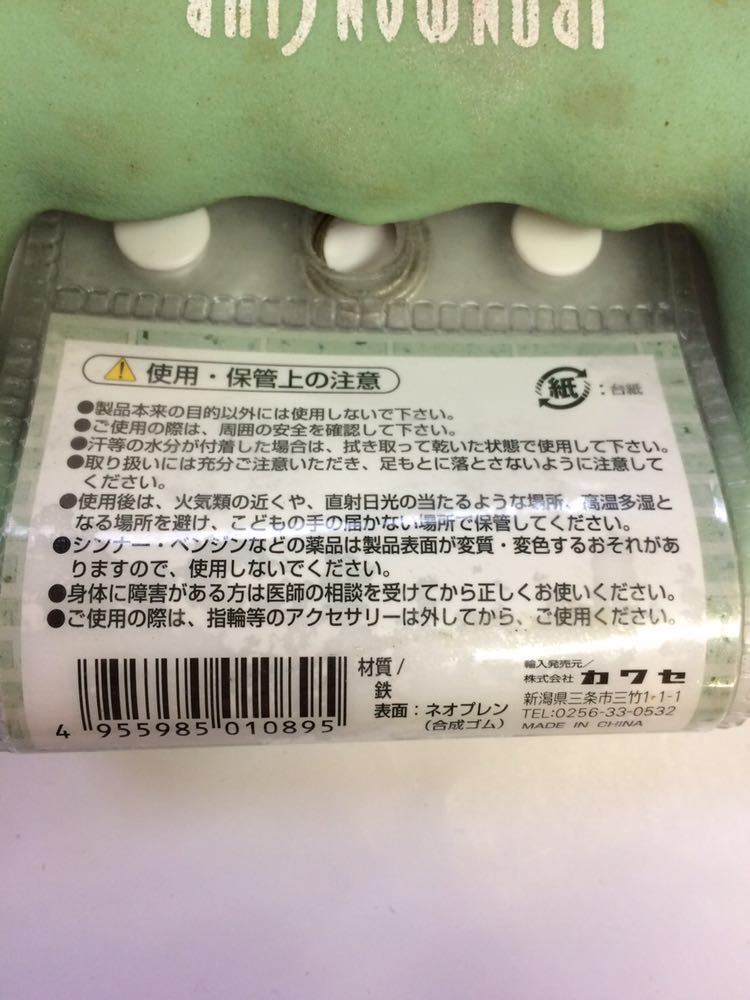 IRONMONGLUB
使用・保管上の注意
紙:台紙
●製品本来の目的以外には使用しないで下さい。
●ご使用の際は、周囲の安全を確認して下さい。
●汗等の水分が付着した場合は、拭き取って乾いた状態で使用して下さい。
●取り扱いには充分ご注意いただき、足もとに落とさないように注意して
ください。
●使用後は、火気類の近くや、直射日光の当たるような場所、高温多湿と
なる場所を避け、こどもの手の届かない場所で保管してください。
●シンナー・ベンジンなどの薬品は製品表面が変質・変色するおそれがあ
りますので、使用しないでください。
●身体に障害がある方は医師の相談を受けてから正しくお使いください。
●ご使用の際は、指輪等のアクセサリーは外してから、ご使用ください。
4 955985 010895
材質/
鉄
表面:ネオプレン
(合成ゴム)
輸入発売元/
株式会社 カワセ
新潟県三条市三竹1-1-1
TEL:0256-33-0532
MADE IN CHINA